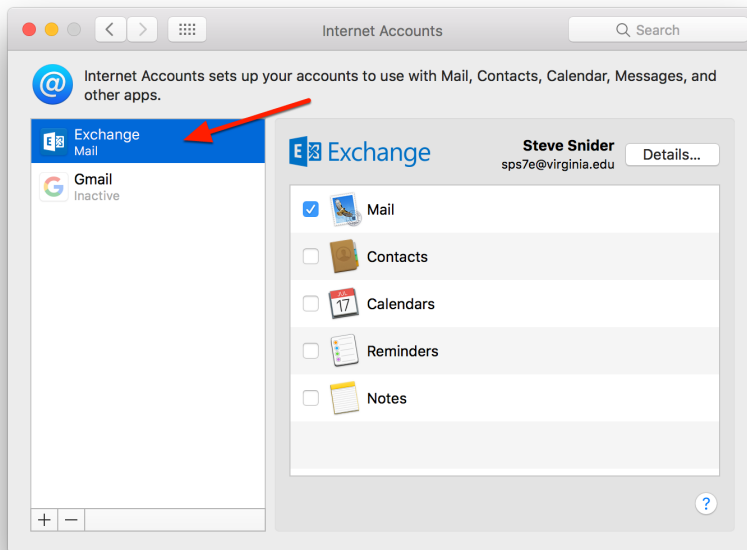 Internet Accounts
Search
Internet Accounts sets up your accounts to use with Mail, Contacts, Calendar, Messages, and
other apps.
Exchange
Mail
Gmail
Inactive
Exchange
Steve Snider
sps7e@virginia.edu
Details...
Mail
Contacts
JUL
17
Calendars
Reminders
Notes
?